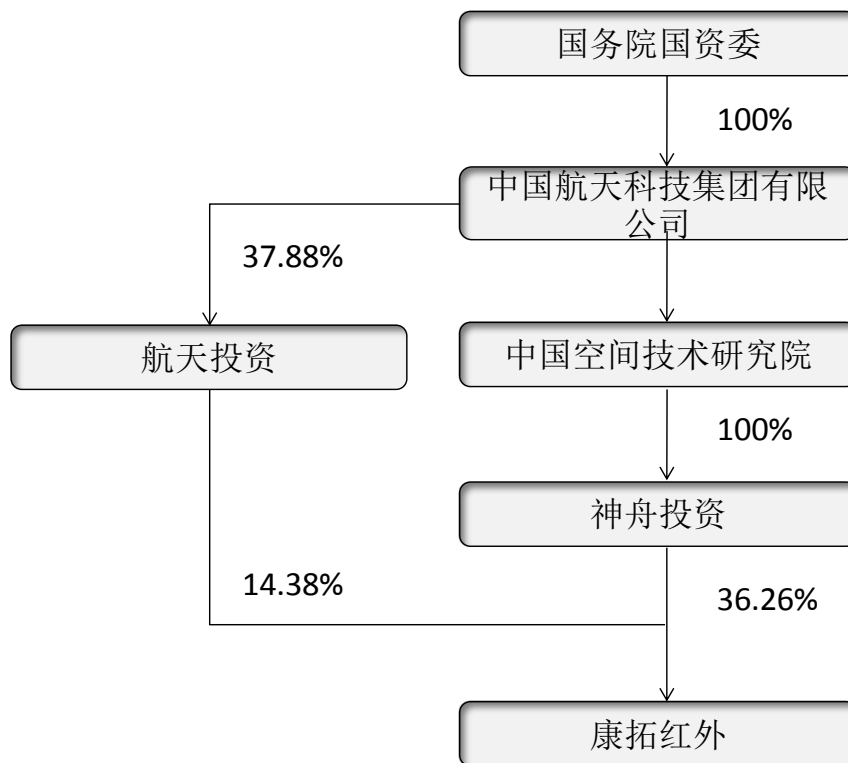 国务院国资委
100%
中国航天科技集团有限
公司
37.88%
航天投资
中国空间技术研究院
100%
神舟投资
14.38%
36.26%
康拓红外